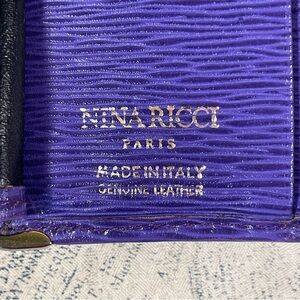 NINA RICCI
PARIS
MADE IN ITALY
GENUINE LEATHER